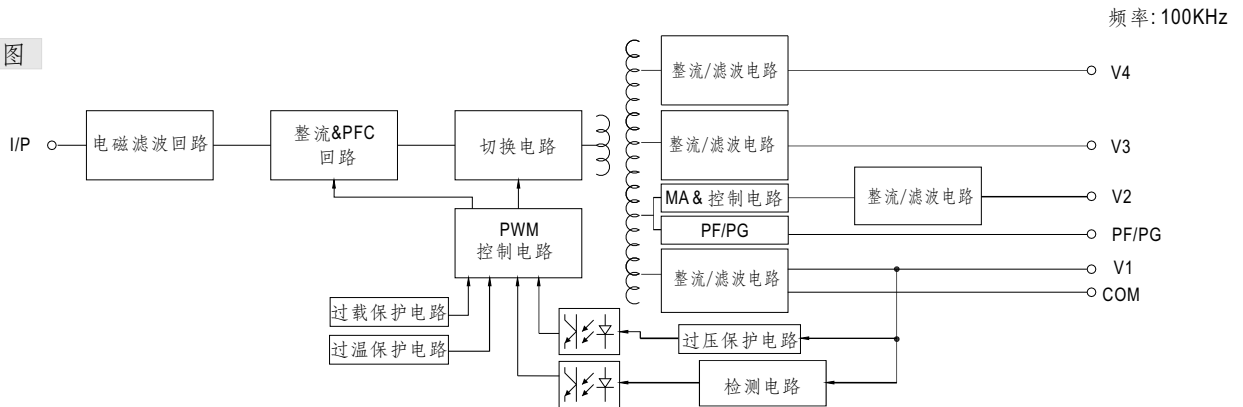 频率: 100KHz
图
I/P
电磁滤波回路
整流&PFC
回路
切换电路
PWM
控制电路
过载保护电路
过温保护电路
整流/滤波电路
V4
整流/滤波电路
V3
MA & 控制电路
整流/滤波电路
V2
PF/PG
PF/PG
整流/滤波电路
V1
COM
过压保护电路
检测电路